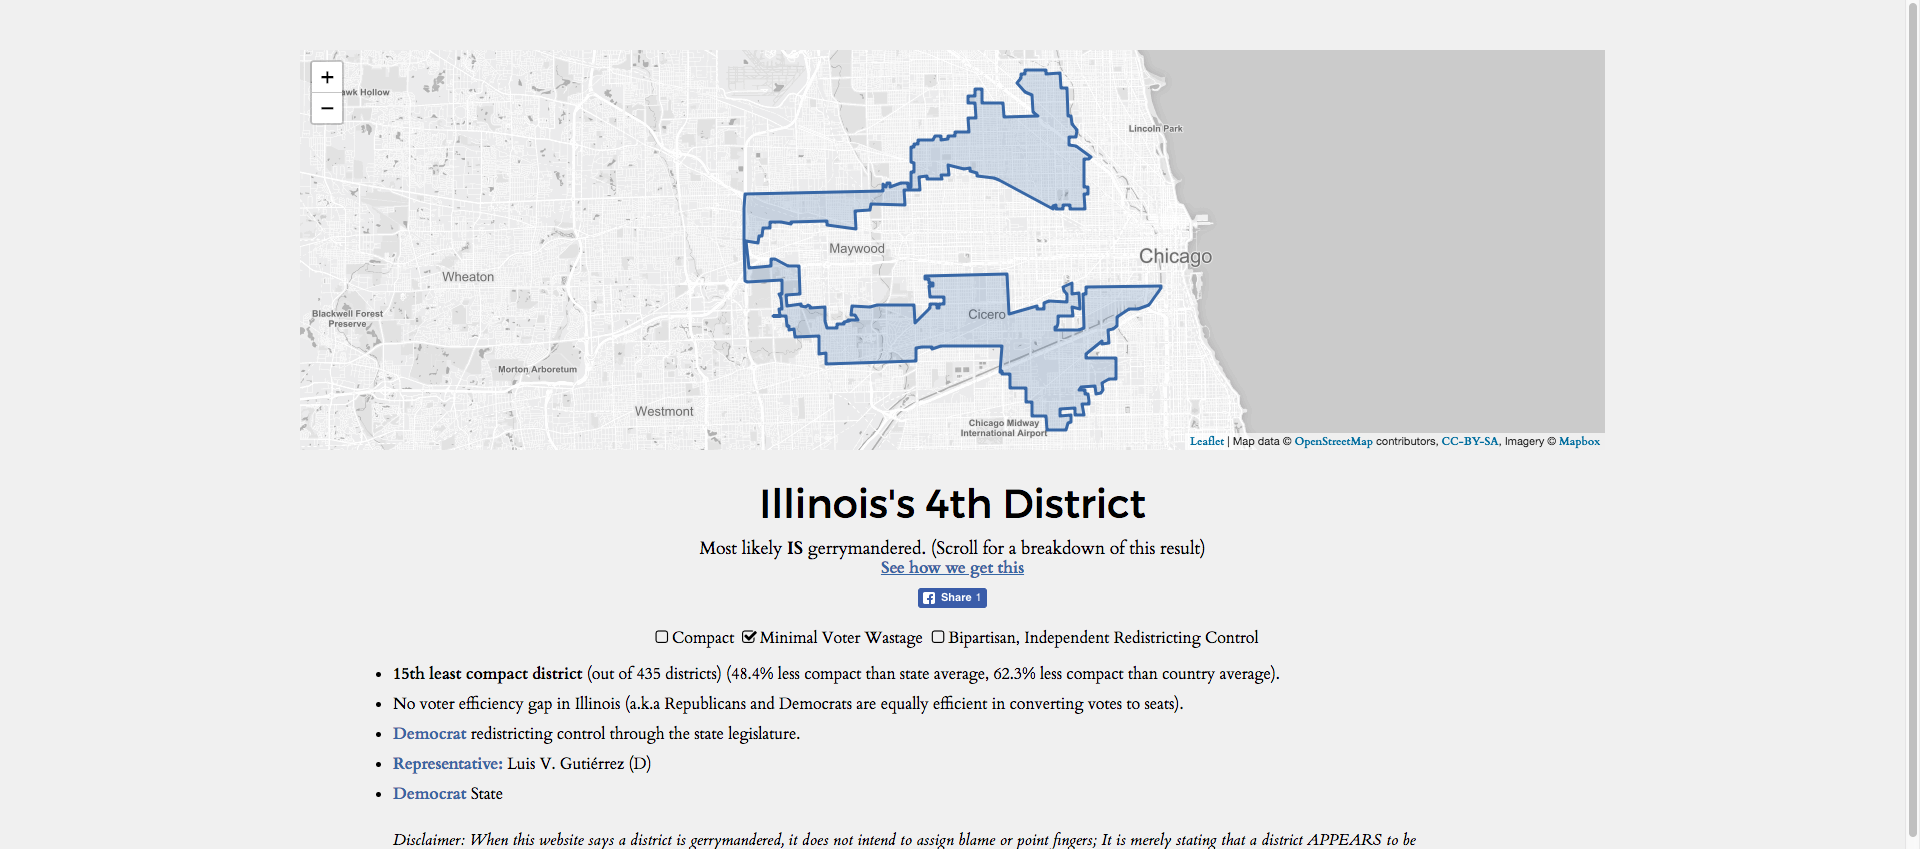 +
−
awk Hollow
Lincoln Park
Maywood
Chicago
Wheaton
Blackwell Forest
Preserve
Cicero
Morton Arboretum
Westmont
Chicago Midway
International Airport
Leaflet | Map data © OpenStreetMap contributors, CC-BY-SA, Imagery © Mapbox
Illinois's 4th District
Most likely IS gerrymandered. (Scroll for a breakdown of this result)
See how we get this
Share 1
Compact Minimal Voter Wastage Bipartisan, Independent Redistricting Control
• 15th least compact district (out of 435 districts) (48.4% less compact than state average, 62.3% less compact than country average).
• No voter efficiency gap in Illinois (a.k.a Republicans and Democrats are equally efficient in converting votes to seats).
• Democrat redistricting control through the state legislature.
• Representative: Luis V. Gutiérrez (D)
• Democrat State
Disclaimer: When this website says a district is gerrymandered, it does not intend to assign blame or point fingers; It is merely stating that a district APPEARS to be